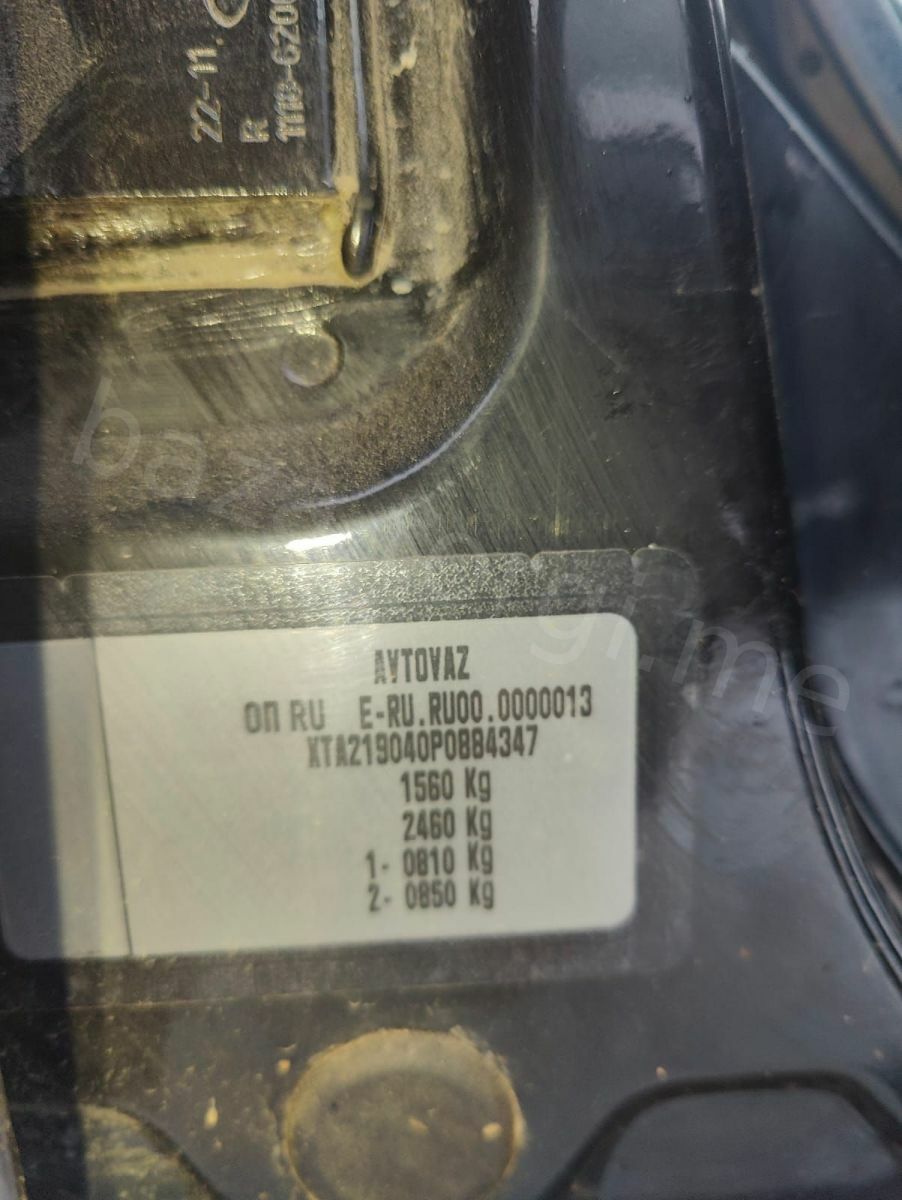 22-11.
R
AVTOVAZ
ОП RU E-RU.RU00.0000013
XTA219040P0884347
1560 Kg
2460 Kg
1- 0810 Kg
2- 0850 Kg